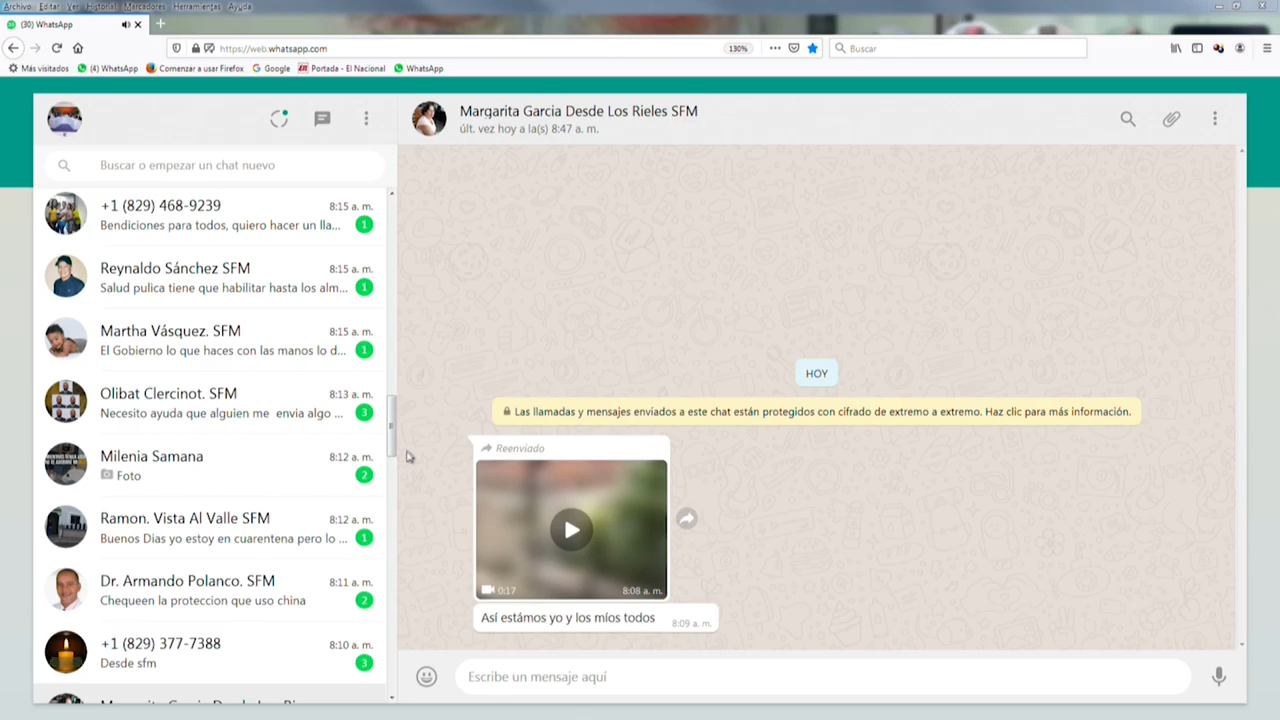 Archivo Editar Ver Historial Marcadores Herramientas Ayuda
(30) WhatsApp
https://web.whatsapp.com
130%
Buscar
Más visitados
(4) WhatsApp
Comenzar a usar Firefox
Google
Portada - El Nacional
WhatsApp
Buscar o empezar un chat nuevo
+1 (829) 468-9239 8:15 a. m.
Bendiciones para todos, quiero hacer un lla... 1
Reynaldo Sánchez SFM 8:15 a. m.
Salud pulica tiene que habilitar hasta los alm... 1
Martha Vásquez. SFM 8:15 a. m.
El Gobierno lo que haces con las manos lo d... 1
Olibat Clercinot. SFM 8:13 a. m.
Necesito ayuda que alguien me envia algo ... 3
Milenia Samana 8:12 a. m.
Foto 2
Ramon. Vista Al Valle SFM 8:12 a. m.
Buenos Dias yo estoy en cuarentena pero lo ... 1
Dr. Armando Polanco. SFM 8:11 a. m.
Chequeen la proteccion que uso china 2
+1 (829) 377-7388 8:10 a. m.
Desde sfm 3
Margarita Garcia Desde Los Rieles SFM
últ. vez hoy a la(s) 8:47 a. m.
HOY
Las llamadas y mensajes enviados a este chat están protegidos con cifrado de extremo a extremo. Haz clic para más información.
Reenviado
0:17 8:08 a. m.
Así estámos yo y los míos todos 8:09 a. m.
Escribe un mensaje aquí